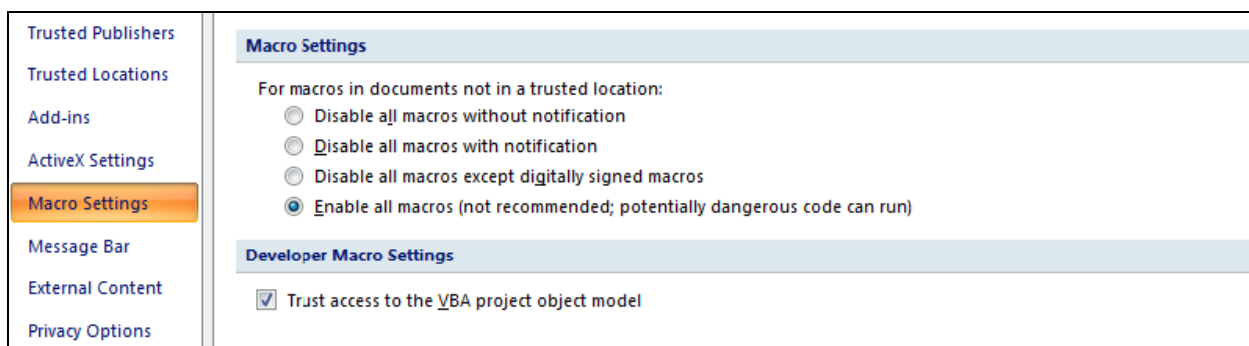 Trusted Publishers
Trusted Locations
Add-ins
ActiveX Settings
Macro Settings
Message Bar
External Content
Privacy Options
Macro Settings
For macros in documents not in a trusted location:
Disable all macros without notification
Disable all macros with notification
Disable all macros except digitally signed macros
Enable all macros (not recommended; potentially dangerous code can run)
Developer Macro Settings
Trust access to the VBA project object model